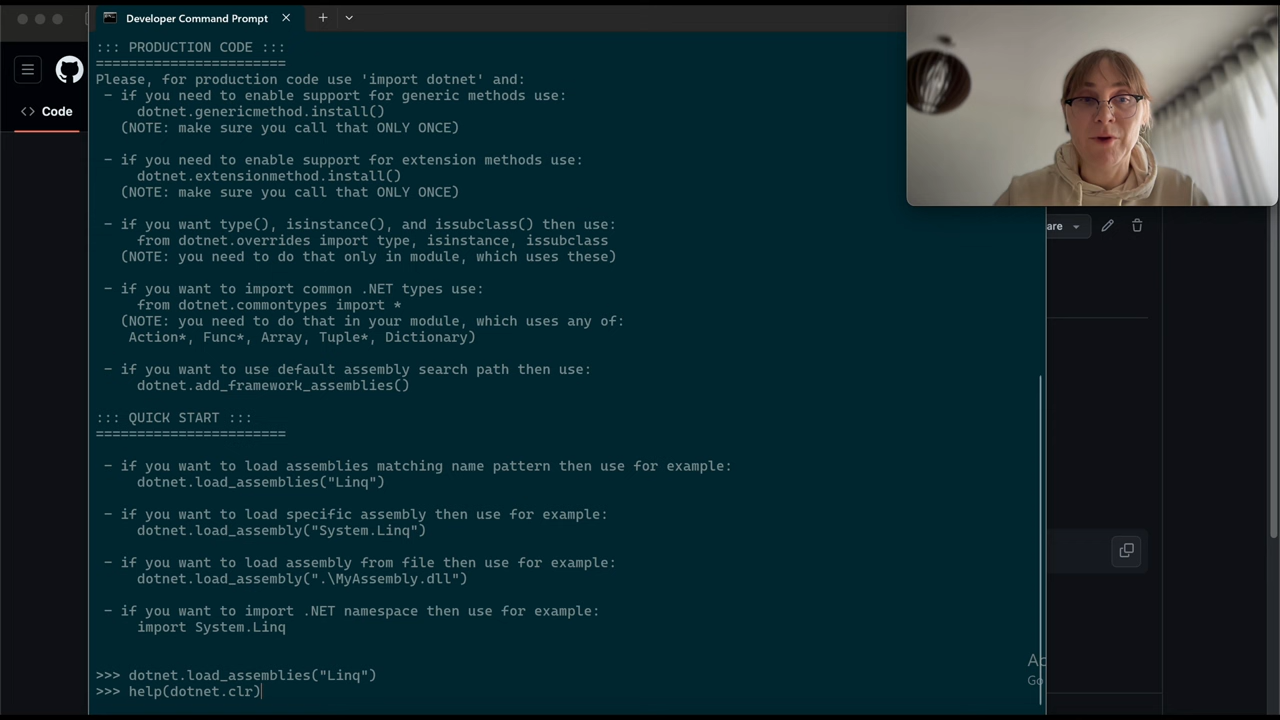 Developer Command Prompt
Code
::: PRODUCTION CODE :::
=======================
Please, for production code use 'import dotnet' and:
- if you need to enable support for generic methods use:
dotnet.genericmethod.install()
(NOTE: make sure you call that ONLY ONCE)
- if you need to enable support for extension methods use:
dotnet.extensionmethod.install()
(NOTE: make sure you call that ONLY ONCE)
- if you want type(), isinstance(), and issubclass() then use:
from dotnet.overrides import type, isinstance, issubclass
(NOTE: you need to do that only in module, which uses these)
- if you want to import common .NET types use:
from dotnet.commontypes import *
(NOTE: you need to do that in your module, which uses any of:
Action*, Func*, Array, Tuple*, Dictionary)
- if you want to use default assembly search path then use:
dotnet.add_framework_assemblies()
::: QUICK START :::
=======================
- if you want to load assemblies matching name pattern then use for example:
dotnet.load_assemblies("Linq")
- if you want to load specific assembly then use for example:
dotnet.load_assembly("System.Linq")
- if you want to load assembly from file then use for example:
dotnet.load_assembly(".\MyAssembly.dll")
- if you want to import .NET namespace then use for example:
import System.Linq
>>> dotnet.load_assemblies("Linq")
>>> help(dotnet.clr)
are
Ac
Go